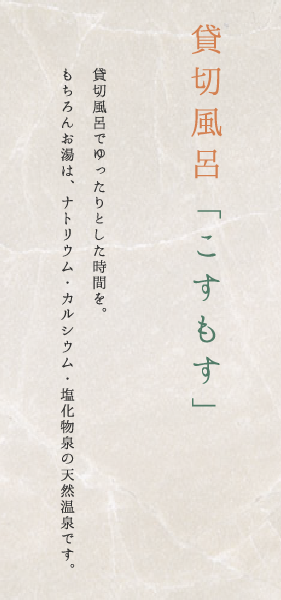 貸切風呂「こすもす」
貸切風呂でゆったりとした時間を。
もちろんお湯は、ナトリウム・カルシウム・塩化物泉の天然温泉です。